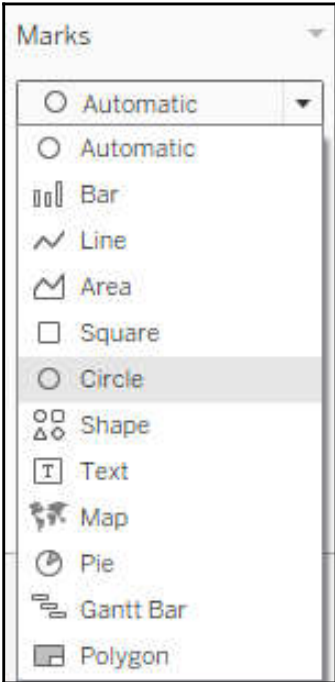 Marks
Automatic
Automatic
Bar
Line
Area
Square
Circle
Shape
T Text
Map
Pie
Gantt Bar
Polygon